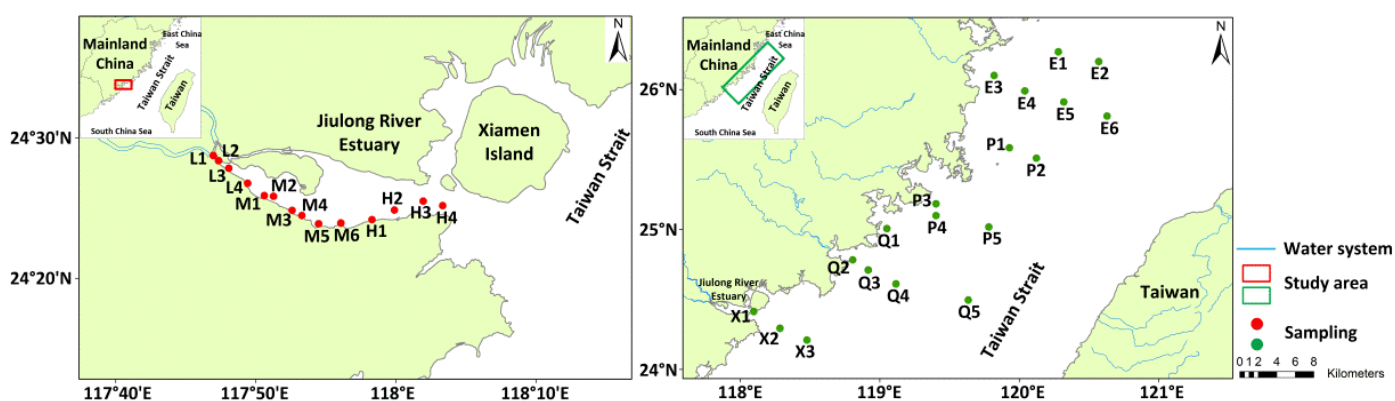 Mainland
China
East China
Sea
Taiwan Strait
Taiwan
South China Sea
N
Jiulong River
Estuary
Xiamen
Island
Taiwan Strait
24°30'N
24°20'N
L1
L2
L3
L4
M1
M2
M3
M4
M5
M6
H1
H2
H3
H4
117°40'E
117°50'E
118°E
118°10'E
Mainland
China
East China
Sea
Taiwan Strait
Taiwan
South China Sea
N
26°N
25°N
24°N
E1
E2
E3
E4
E5
E6
P1
P2
P3
P4
P5
Q1
Q2
Q3
Q4
Q5
Jiulong River
Estuary
X1
X2
X3
Taiwan Strait
Taiwan
118°E
119°E
120°E
121°E
Water system
Study area
Sampling
0 1 2 4 6 8
Kilometers